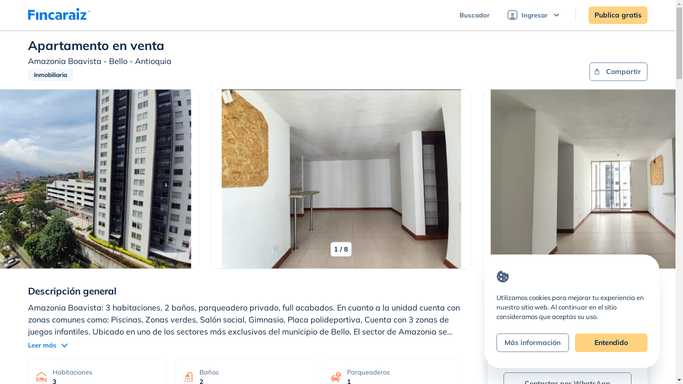 Fincaraiz
Buscador
Ingresar
Publica gratis
Apartamento en venta
Amazonia Boavista - Bello - Antioquia
Inmobiliaria
Compartir
1 / 8
Descripción general
Amazonia Boavista: 3 habitaciones, 2 baños, parqueadero privado, full acabados. En cuanto a la unidad cuenta con
zonas comunes como: Piscinas, Zonas verdes, Salón social, Gimnasio, Placa polideportiva, Cuenta con 3 zonas de
juegos infantiles. Ubicado en uno de los sectores más exclusivos del municipio de Bello. El sector de Amazonia se...
Leer más
Habitaciones
3
Baños
2
Parqueaderos
1
Utilizamos cookies para mejorar tu experiencia en
nuestro sitio web. Al continuar en el sitio
consideramos que aceptas su uso.
Más información
Entendido
Contactar por WhatsApp